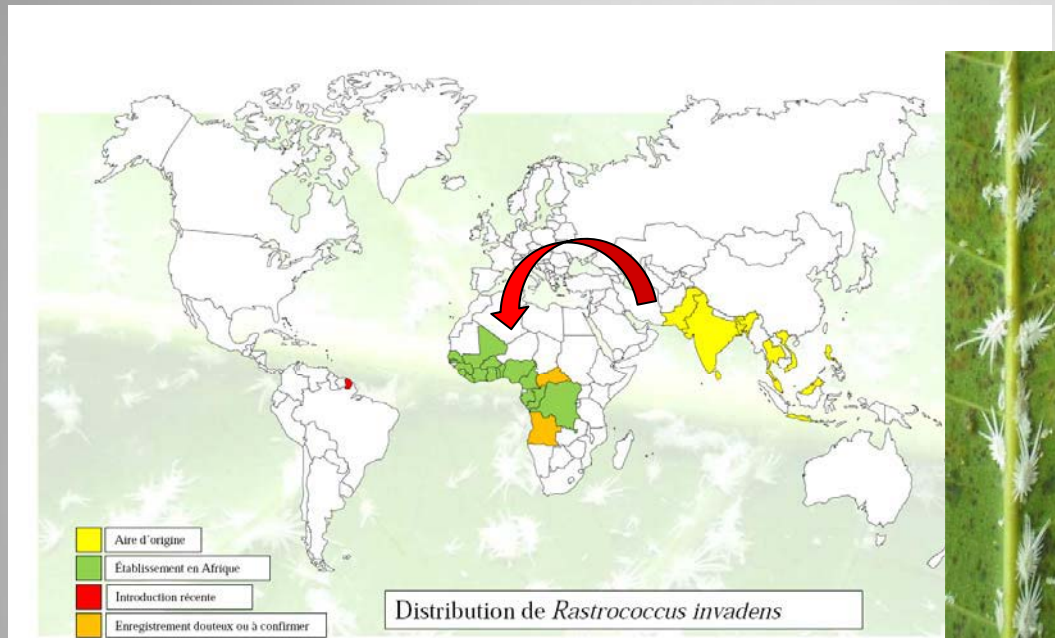 Aire d'origine
Établissement en Afrique
Introduction récente
Enregistrement douteux ou à confirmer
Distribution de Rastrococcus invadens